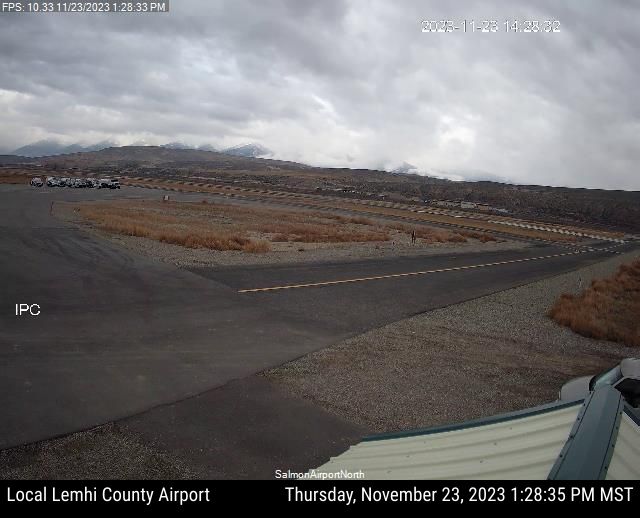 FPS: 10.33 11/23/2023 1:28:33 PM
2023-11-23 14:28:32
IPC
SalmonAirportNorth
Local Lemhi County Airport
Thursday, November 23, 2023 1:28:35 PM MST